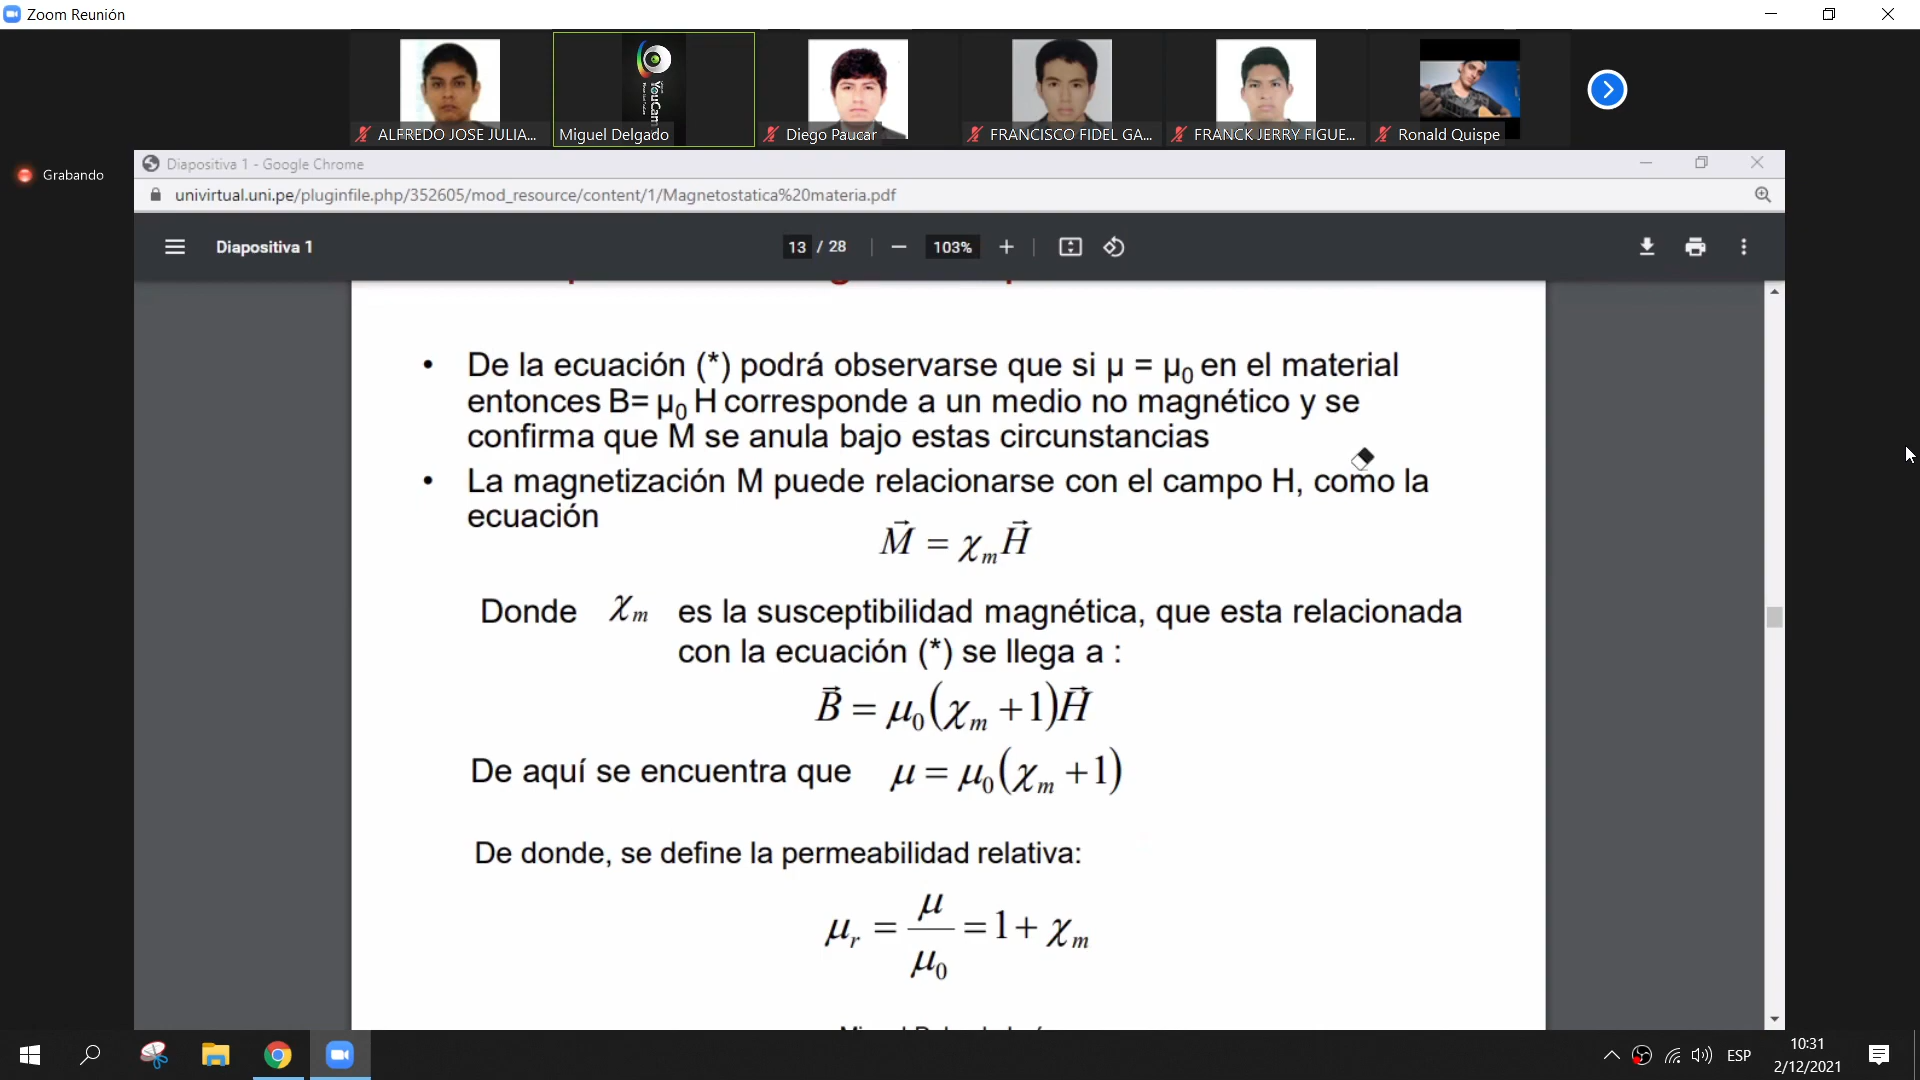 Zoom Reunión
ALFREDO JOSE JULIA...
Miguel Delgado
Diego Paucar
FRANCISCO FIDEL GA...
FRANCK JERRY FIGUE...
Ronald Quispe
YouCam
Grabando
Diapositiva 1 - Google Chrome
univirtual.uni.pe/pluginfile.php/352605/mod_resource/content/1/Magnetostatica%20materia.pdf
Diapositiva 1
13 / 28
103%
• De la ecuación (*) podrá observarse que si μ = μ₀ en el material
entonces B= μ₀ H corresponde a un medio no magnético y se
confirma que M se anula bajo estas circunstancias
• La magnetización M puede relacionarse con el campo H, como la
ecuación
M⃗ = χₘH⃗
Donde χₘ es la susceptibilidad magnética, que esta relacionada
con la ecuación (*) se llega a :
B⃗ = μ₀(χₘ +1)H⃗
De aquí se encuentra que μ = μ₀(χₘ +1)
De donde, se define la permeabilidad relativa:
μᵣ = μ/μ₀ = 1 + χₘ
ESP
10:31
2/12/2021